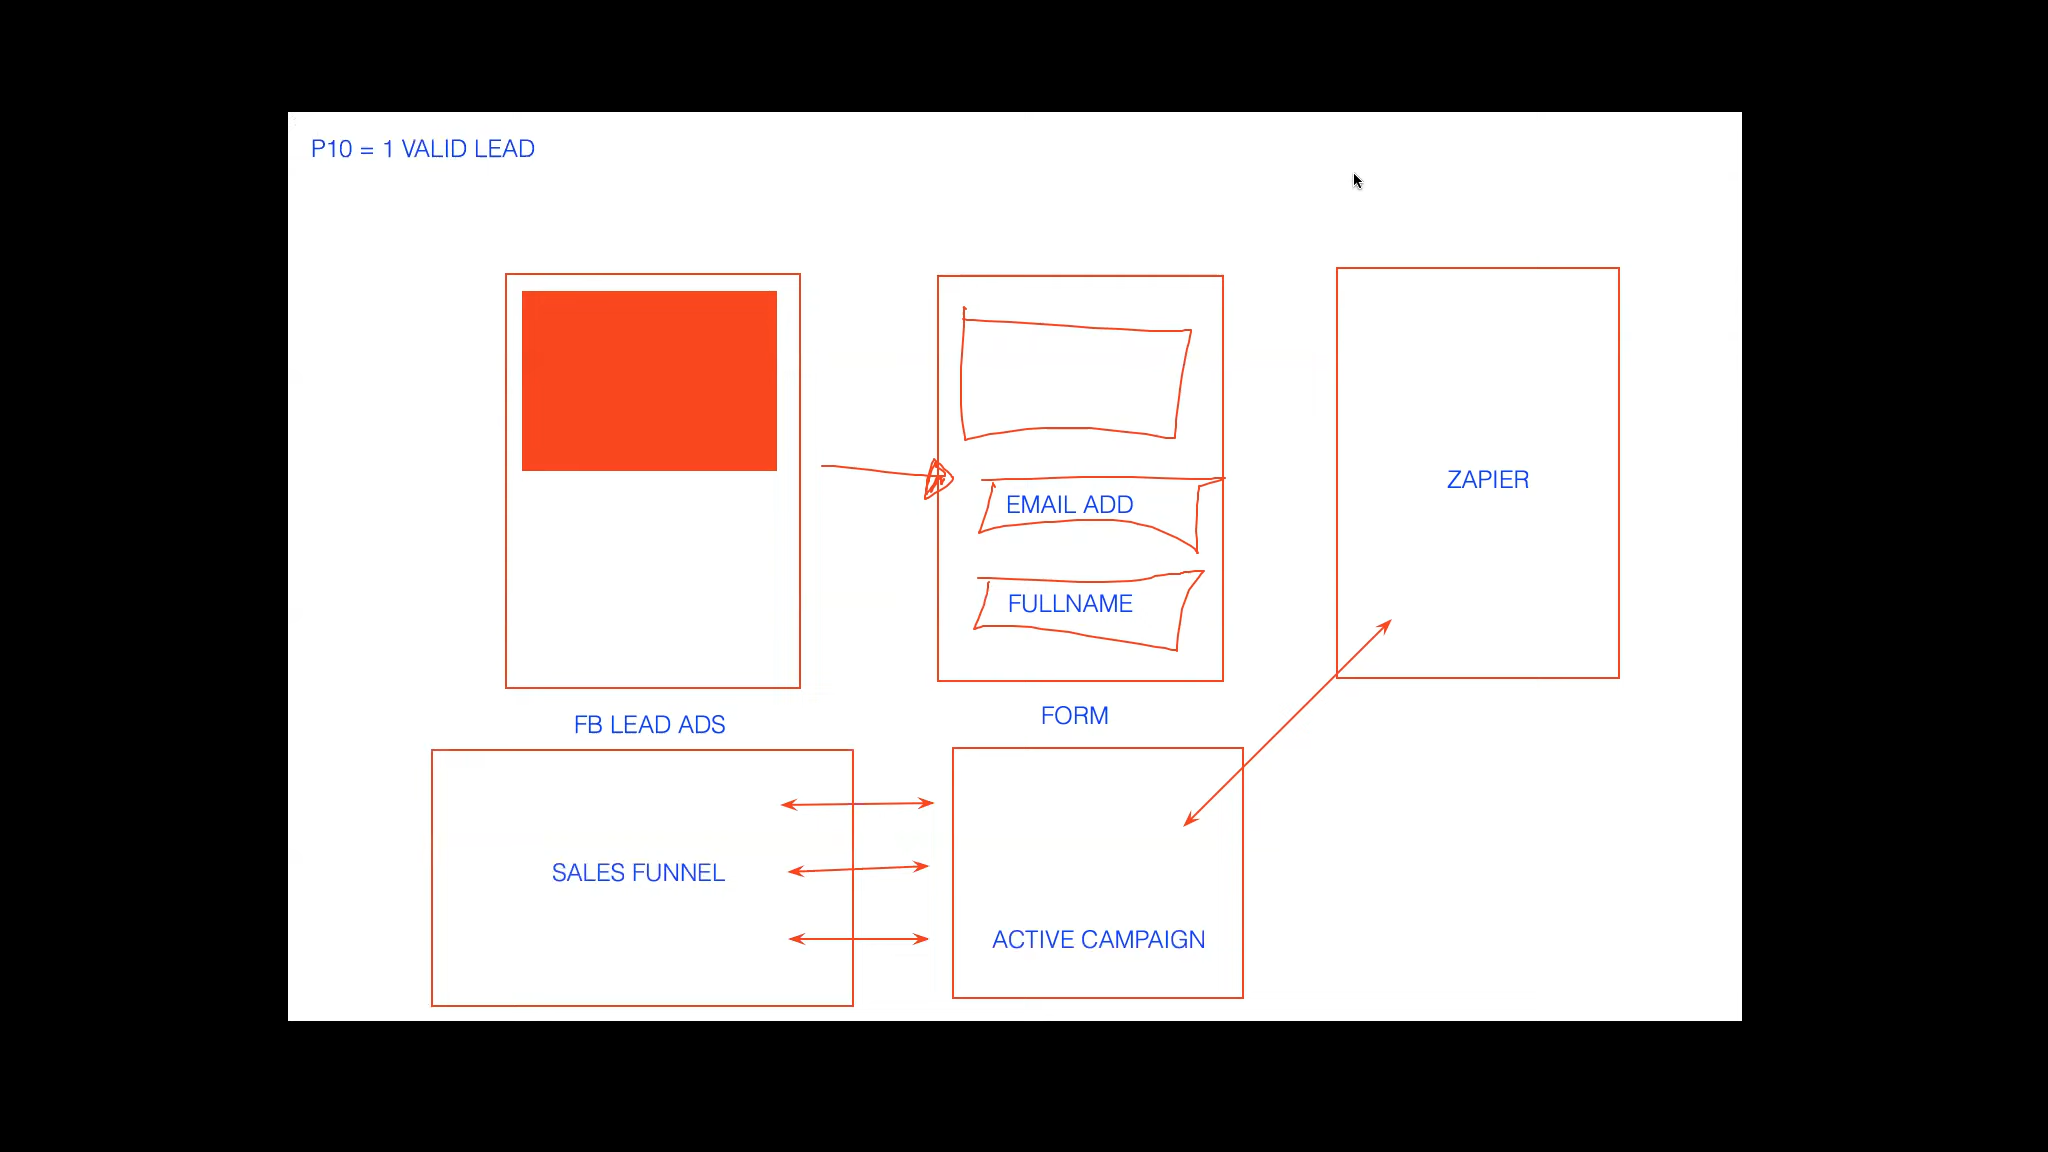 P10 = 1 VALID LEAD
EMAIL ADD
FULLNAME
ZAPIER
FB LEAD ADS
FORM
SALES FUNNEL
ACTIVE CAMPAIGN